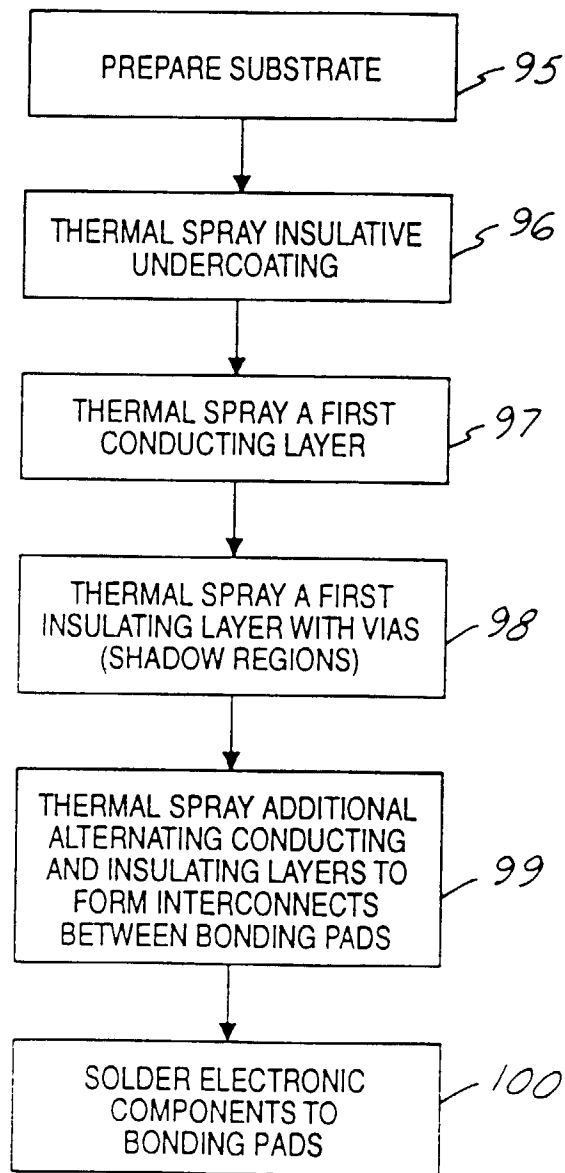 PREPARE SUBSTRATE
95
THERMAL SPRAY INSULATIVE
UNDERCOATING
96
THERMAL SPRAY A FIRST
CONDUCTING LAYER
97
THERMAL SPRAY A FIRST
INSULATING LAYER WITH VIAS
(SHADOW REGIONS)
98
THERMAL SPRAY ADDITIONAL
ALTERNATING CONDUCTING
AND INSULATING LAYERS TO
FORM INTERCONNECTS
BETWEEN BONDING PADS
99
SOLDER ELECTRONIC
COMPONENTS TO
BONDING PADS
100